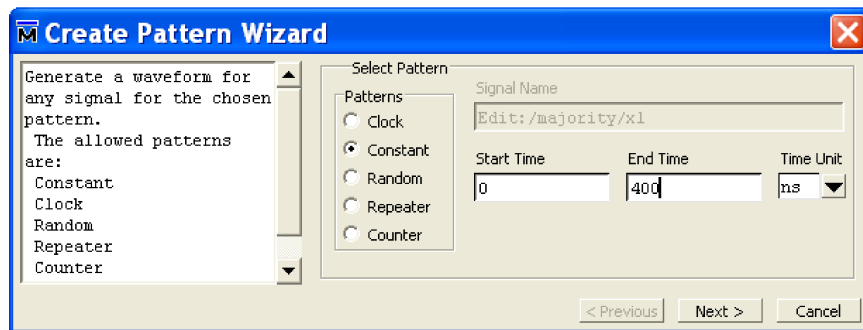 M Create Pattern Wizard
Generate a waveform for
any signal for the chosen
pattern.
The allowed patterns
are:
Constant
Clock
Random
Repeater
Counter
Select Pattern
Patterns
Clock
Constant
Random
Repeater
Counter
Signal Name
Edit:/majority/x1
Start Time End Time Time Unit
0 400 ns
< Previous Next > Cancel